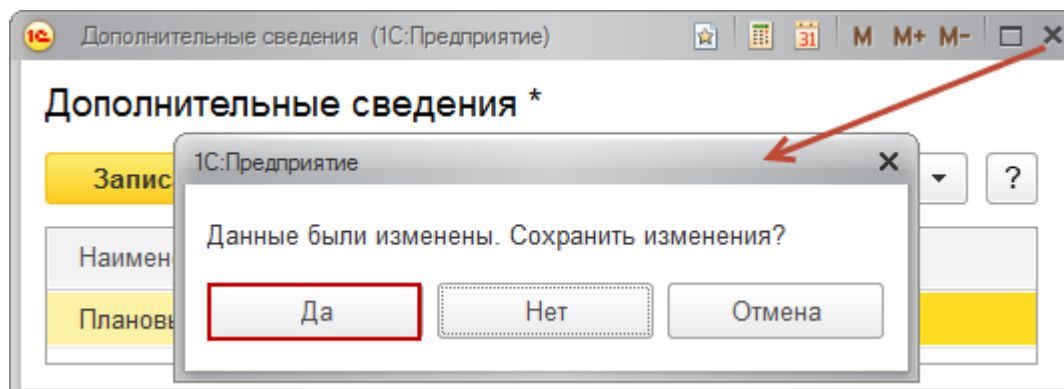 1С Дополнительные сведения (1С:Предприятие) 31 M M+ M-
Дополнительные сведения *
Запис
1С:Предприятие
?
Данные были изменены. Сохранить изменения?
Наимен
Да Нет Отмена
Плановы